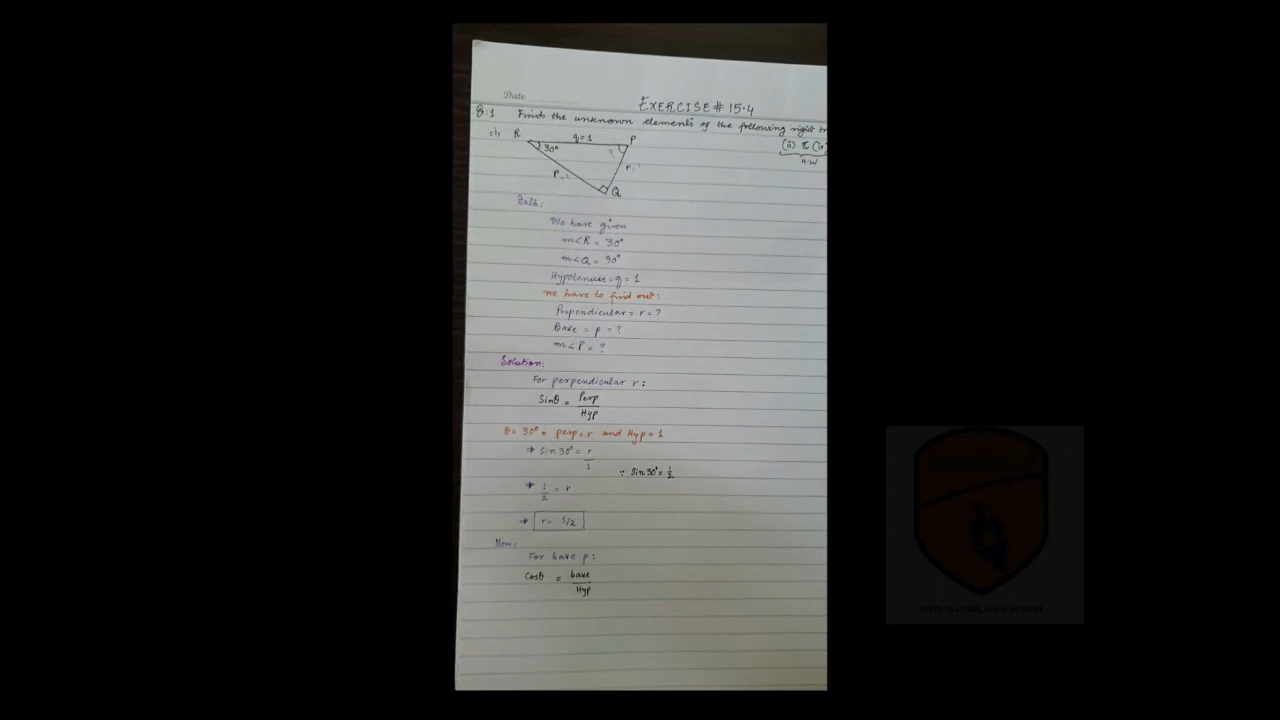 Date
EXERCISE # 15.4
Q:1 Find the unknown elements of the following right tr
(i) R q=1 P
(ii) & (iv)
30° ? r=?
H.W
P=?
Q
Data:
We have given
m∠R = 30°
m∠Q = 90°
Hypotenuse = q = 1
we have to find out:
Perpendicular = r = ?
Base = p = ?
m∠P = ?
Solution:
For perpendicular r:
Sinθ = Perp/Hyp
θ = 30°, perp = r and Hyp = 1
⇒ Sin 30° = r/1
∵ Sin 30° = 1/2
⇒ 1/2 = r
⇒ r = 1/2
Now:
For base p:
Cosθ = base/Hyp